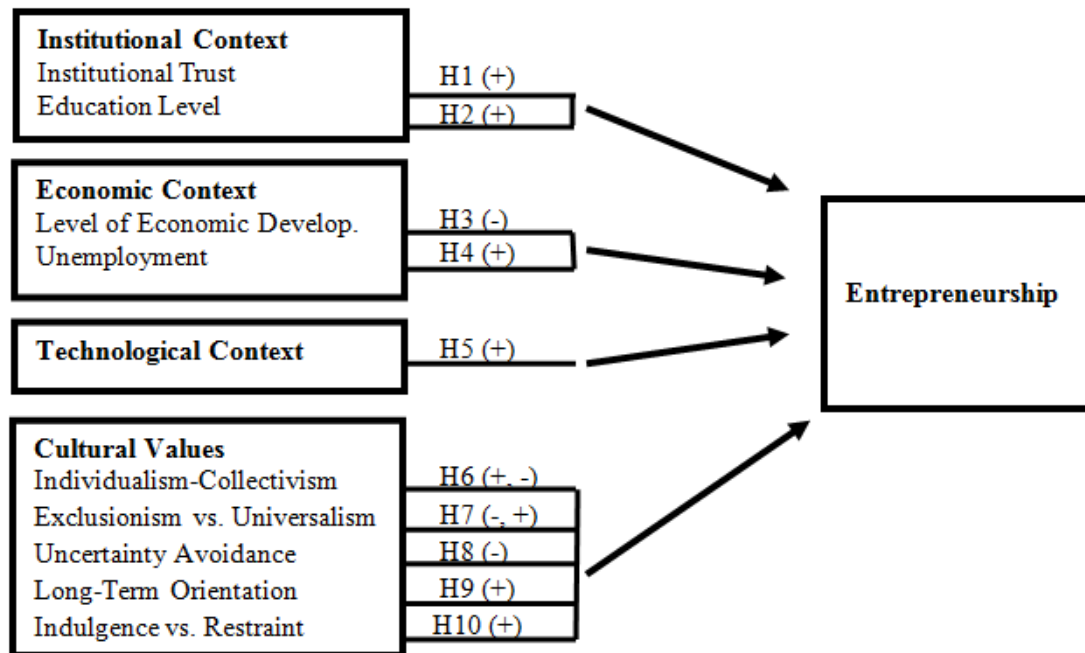 Institutional Context
Institutional Trust
Education Level
H1 (+)
H2 (+)
Economic Context
Level of Economic Develop.
Unemployment
H3 (-)
H4 (+)
Technological Context
H5 (+)
Cultural Values
Individualism-Collectivism
Exclusionism vs. Universalism
Uncertainty Avoidance
Long-Term Orientation
Indulgence vs. Restraint
H6 (+, -)
H7 (-, +)
H8 (-)
H9 (+)
H10 (+)
Entrepreneurship